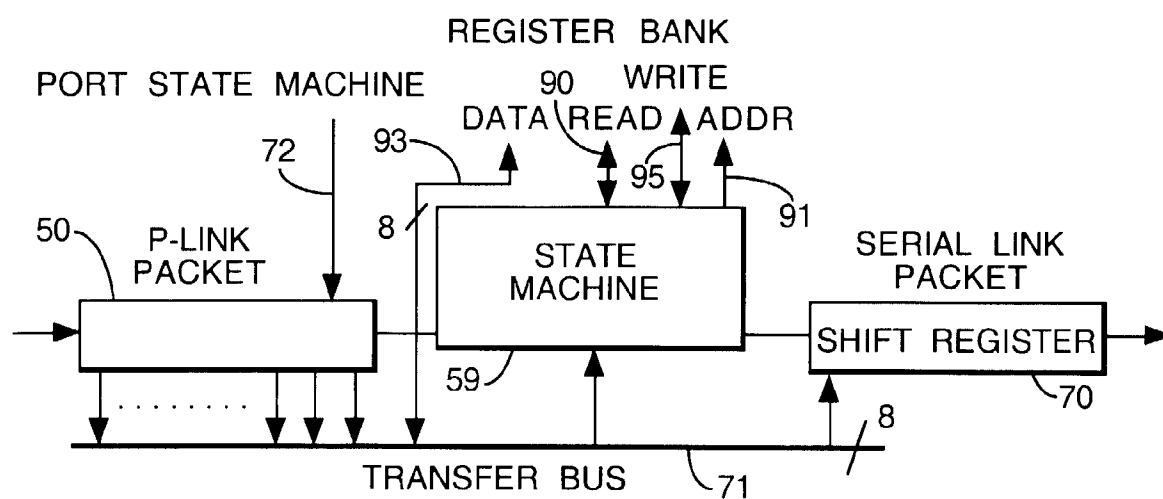 REGISTER BANK
PORT STATE MACHINE
90
WRITE
DATA READ ADDR
72
93
95
91
8
50
P-LINK
PACKET
STATE
MACHINE
SERIAL LINK
PACKET
SHIFT REGISTER
59
70
. . . . . . . . .
8
TRANSFER BUS
71